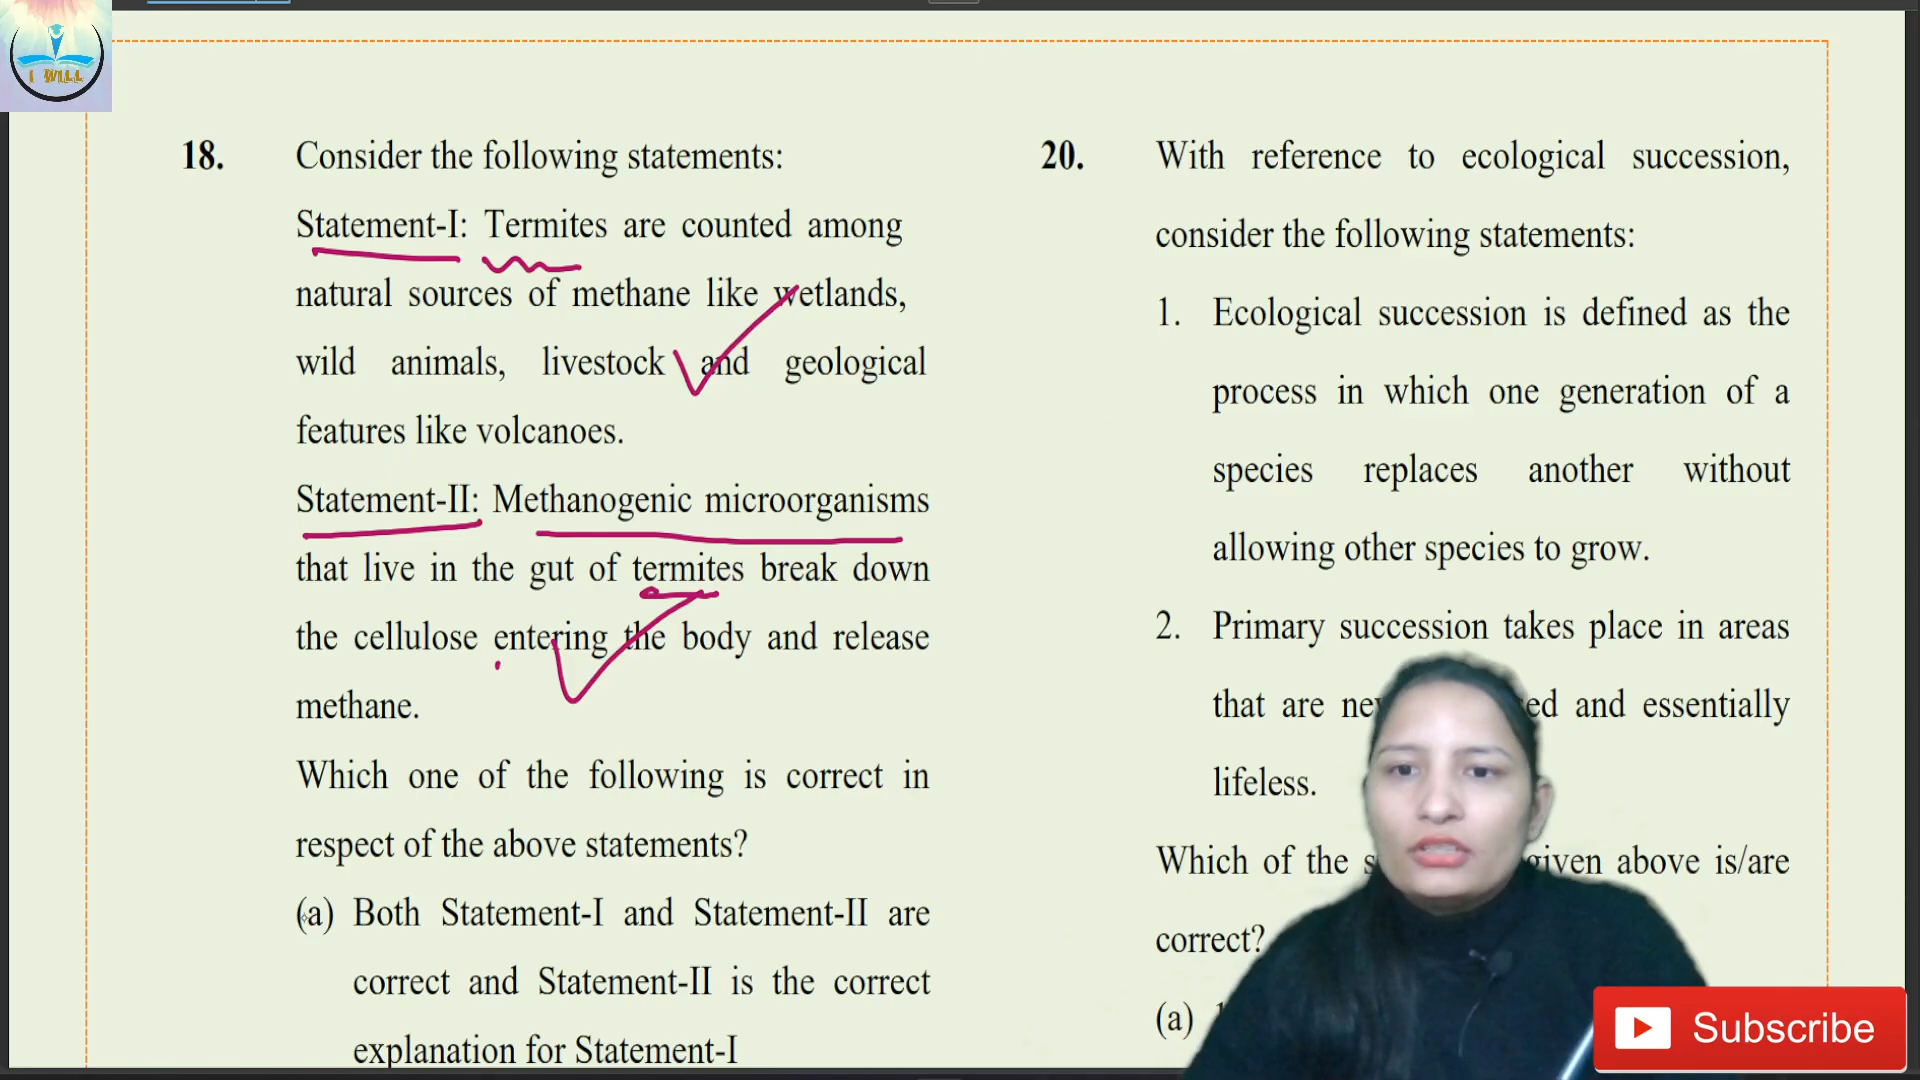 I WILL
18. Consider the following statements:
Statement-I: Termites are counted among
natural sources of methane like wetlands,
wild animals, livestock and geological
features like volcanoes.
Statement-II: Methanogenic microorganisms
that live in the gut of termites break down
the cellulose entering the body and release
methane.
Which one of the following is correct in
respect of the above statements?
(a) Both Statement-I and Statement-II are
correct and Statement-II is the correct
explanation for Statement-I
20. With reference to ecological succession,
consider the following statements:
1. Ecological succession is defined as the
process in which one generation of a
species replaces another without
allowing other species to grow.
2. Primary succession takes place in areas
that are and essentially
lifeless.
Which of the given above is/are
correct?
(a)
Subscribe